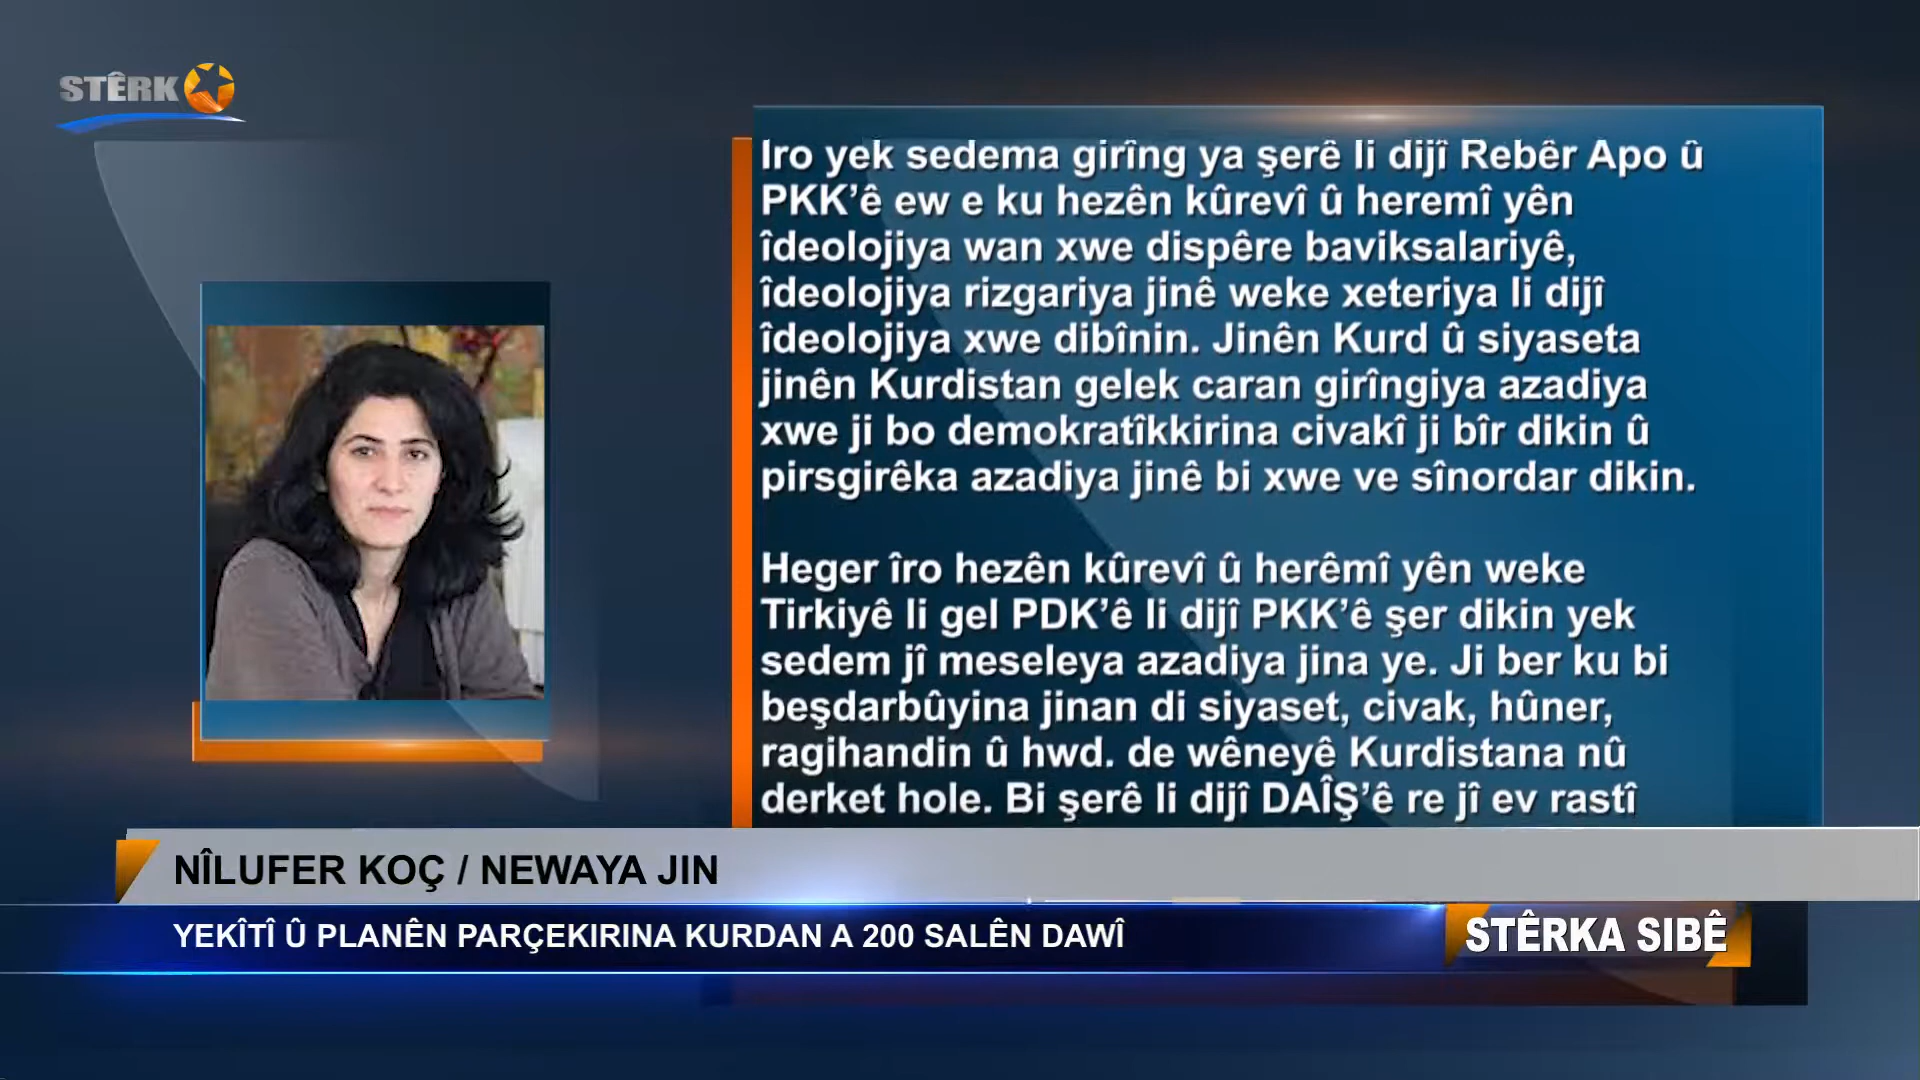 STÊRK
Iro yek sedema girîng ya şerê li dijî Rebêr Apo û
PKK'ê ew e ku hezên kûrevî û heremî yên
îdeolojiya wan xwe dispêre baviksalariyê,
îdeolojiya rizgariya jinê weke xeteriya li dijî
îdeolojiya xwe dibînin. Jinên Kurd û siyaseta
jinên Kurdistan gelek caran girîngiya azadiya
xwe ji bo demokratîkkirina civakî ji bîr dikin û
pirsgirêka azadiya jinê bi xwe ve sînordar dikin.
Heger îro hezên kûrevî û herêmî yên weke
Tirkiyê li gel PDK'ê li dijî PKK'ê şer dikin yek
sedem jî meseleya azadiya jina ye. Ji ber ku bi
beşdarbûyina jinan di siyaset, civak, hûner,
ragihandin û hwd. de wêneyê Kurdistana nû
derket hole. Bi şerê li dijî DAÎŞ'ê re jî ev rastî
NÎLUFER KOÇ / NEWAYA JIN
YEKÎTÎ Û PLANÊN PARÇEKIRINA KURDAN A 200 SALÊN DAWÎ
STÊRKA SIBÊ